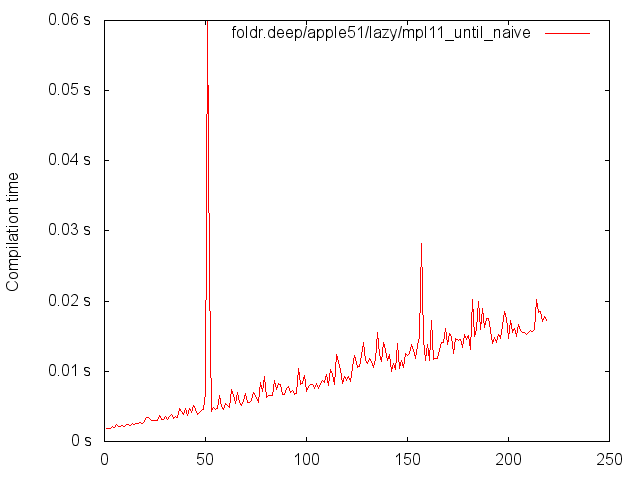 0.06 s
foldr.deep/apple51/lazy/mpl11_until_naive
0.05 s
0.04 s
0.03 s
0.02 s
0.01 s
0 s
Compilation time
0 50 100 150 200 250